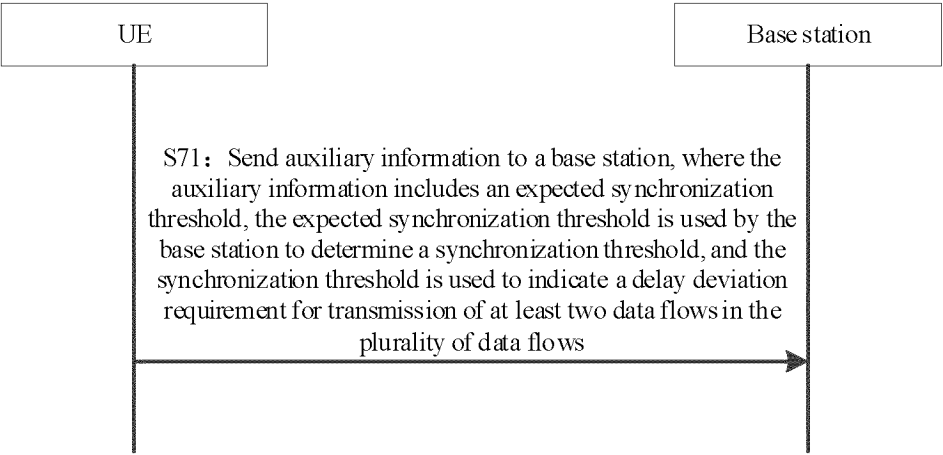 UE
Base station
S71：Send auxiliary information to a base station, where the
auxiliary information includes an expected synchronization
threshold, the expected synchronization threshold is used by the
base station to determine a synchronization threshold, and the
synchronization threshold is used to indicate a delay deviation
requirement for transmission of at least two data flows in the
plurality of data flows